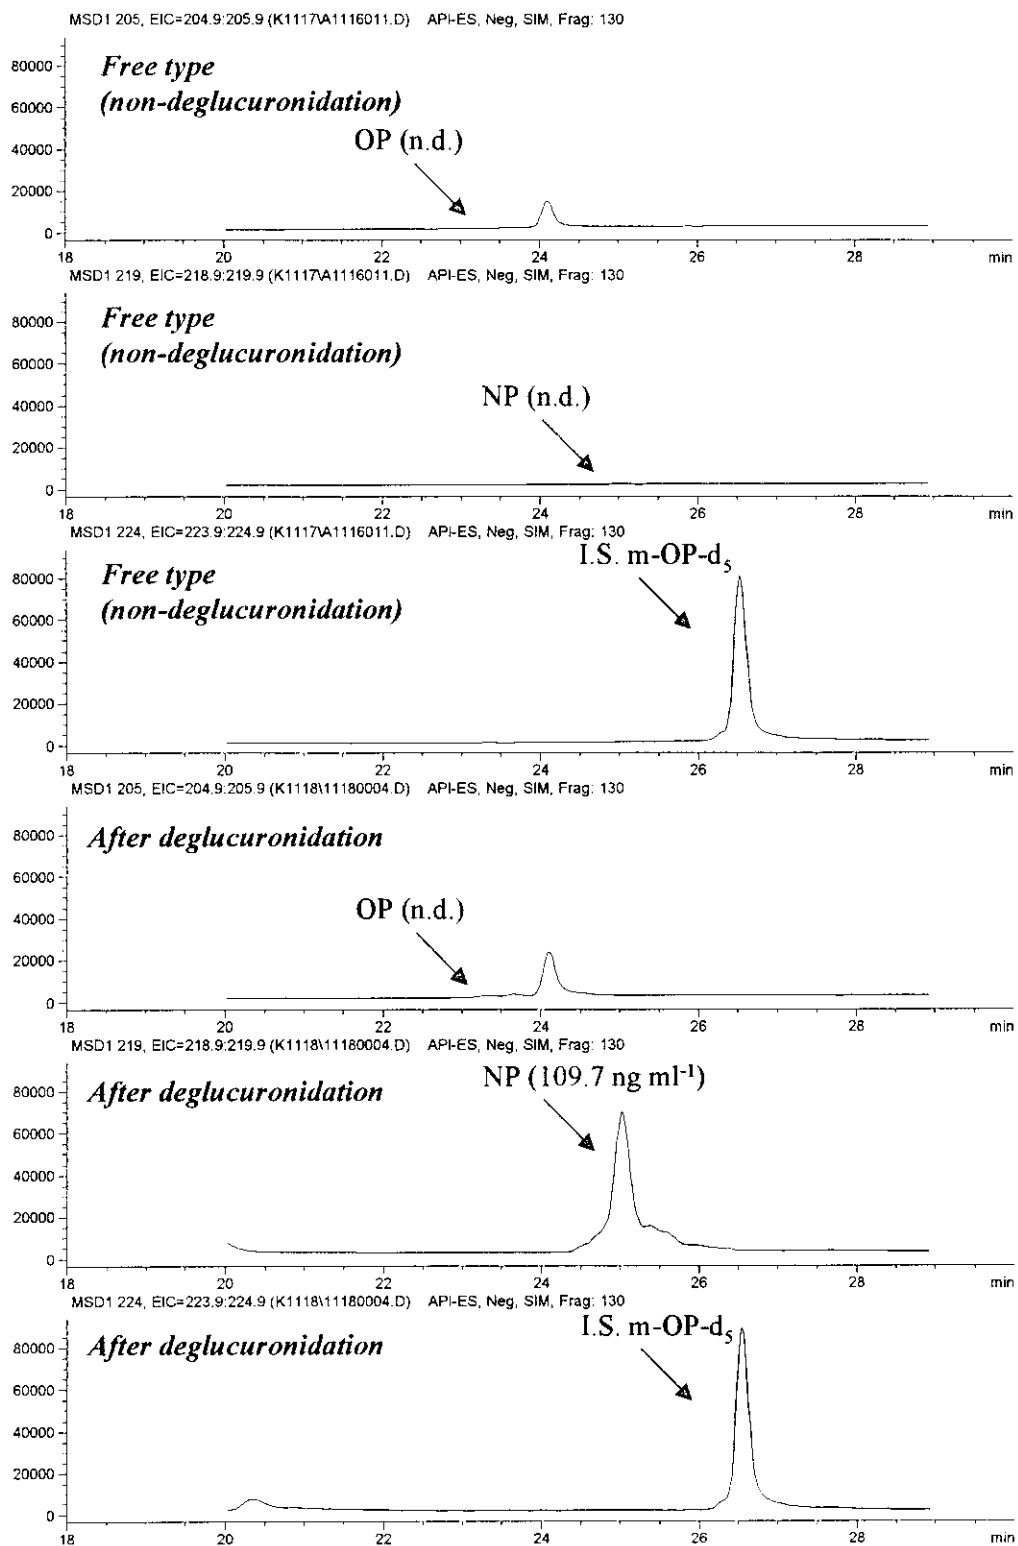 MSD1 205, EIC=204.9:205.9 (K1117\A1116011.D) API-ES, Neg, SIM, Frag: 130
80000
Free type
60000
(non-deglucuronidation)
OP (n.d.)
40000
20000
0
18 20 22 24 26 28 min
MSD1 219, EIC=218.9:219.9 (K1117\A1116011.D) API-ES, Neg, SIM, Frag: 130
80000
Free type
60000
(non-deglucuronidation)
NP (n.d.)
40000
20000
0
18 20 22 24 26 28 min
MSD1 224, EIC=223.9:224.9 (K1117\A1116011.D) API-ES, Neg, SIM, Frag: 130
I.S. m-OP-d5
80000
Free type
60000
(non-deglucuronidation)
40000
20000
0
18 20 22 24 26 28 min
MSD1 205, EIC=204.9:205.9 (K1118\11180004.D) API-ES, Neg, SIM, Frag: 130
80000
After deglucuronidation
60000
OP (n.d.)
40000
20000
0
18 20 22 24 26 28 min
MSD1 219, EIC=218.9:219.9 (K1118\11180004.D) API-ES, Neg, SIM, Frag: 130
NP (109.7 ng ml-1)
80000
After deglucuronidation
60000
40000
20000
0
18 20 22 24 26 28 min
MSD1 224, EIC=223.9:224.9 (K1118\11180004.D) API-ES, Neg, SIM, Frag: 130
I.S. m-OP-d5
80000
After deglucuronidation
60000
40000
20000
0
18 20 22 24 26 28 min